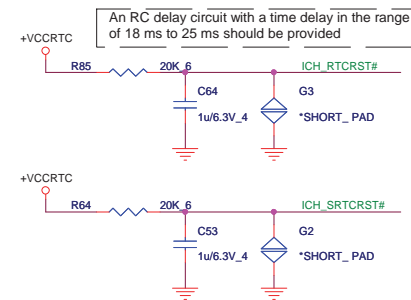 An RC delay circuit with a time delay in the range
of 18 ms to 25 ms should be provided
+VCCRTC
R85 20K_6 ICH_RTCRST#
C64 G3
1u/6.3V_4 *SHORT_ PAD
+VCCRTC
R64 20K_6 ICH_SRTCRST#
C53 G2
1u/6.3V_4 *SHORT_ PAD